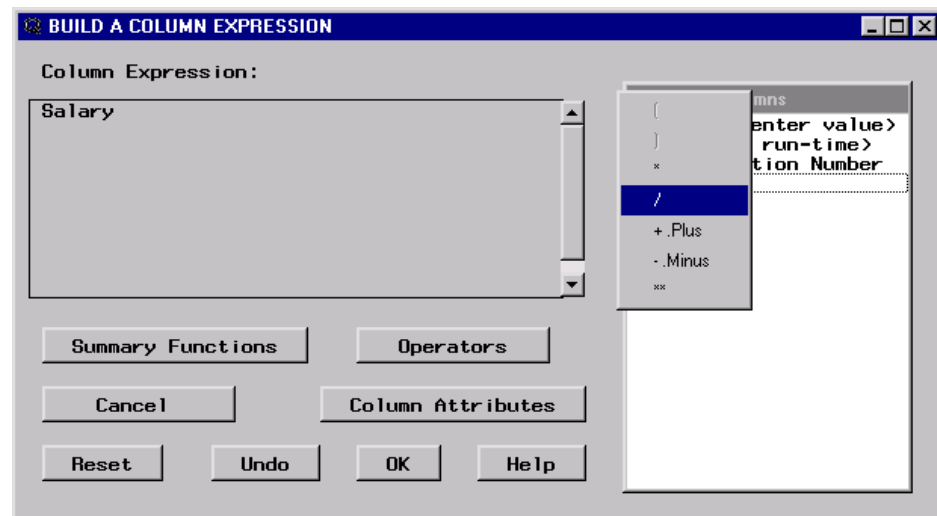 BUILD A COLUMN EXPRESSION
Column Expression:
Salary
mns
enter value>
run-time>
tion Number
(
)
*
/
+ .Plus
- .Minus
**
Summary Functions
Operators
Cancel
Column Attributes
Reset
Undo
OK
Help